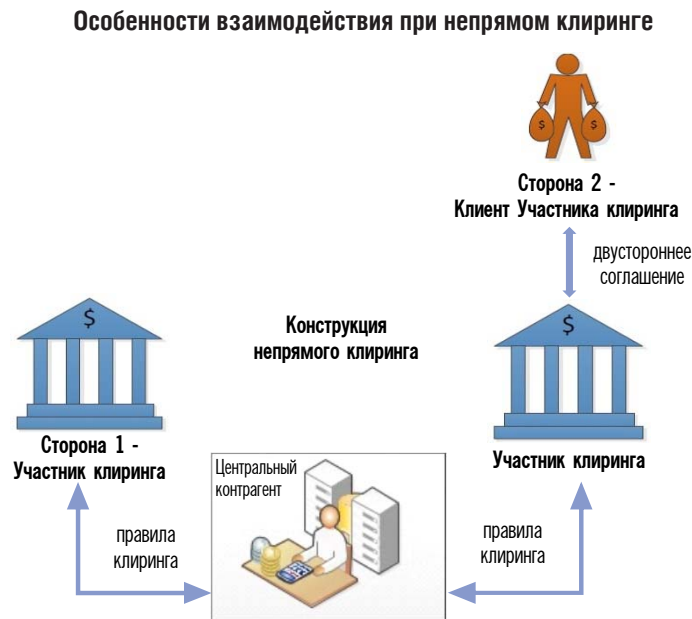 Особенности взаимодействия при непрямом клиринге
$ $
Сторона 2 -
Клиент Участника клиринга
двустороннее
соглашение
$
Конструкция
непрямого клиринга
$
Сторона 1 -
Участник клиринга
Участник клиринга
Центральный
контрагент
правила
клиринга
правила
клиринга